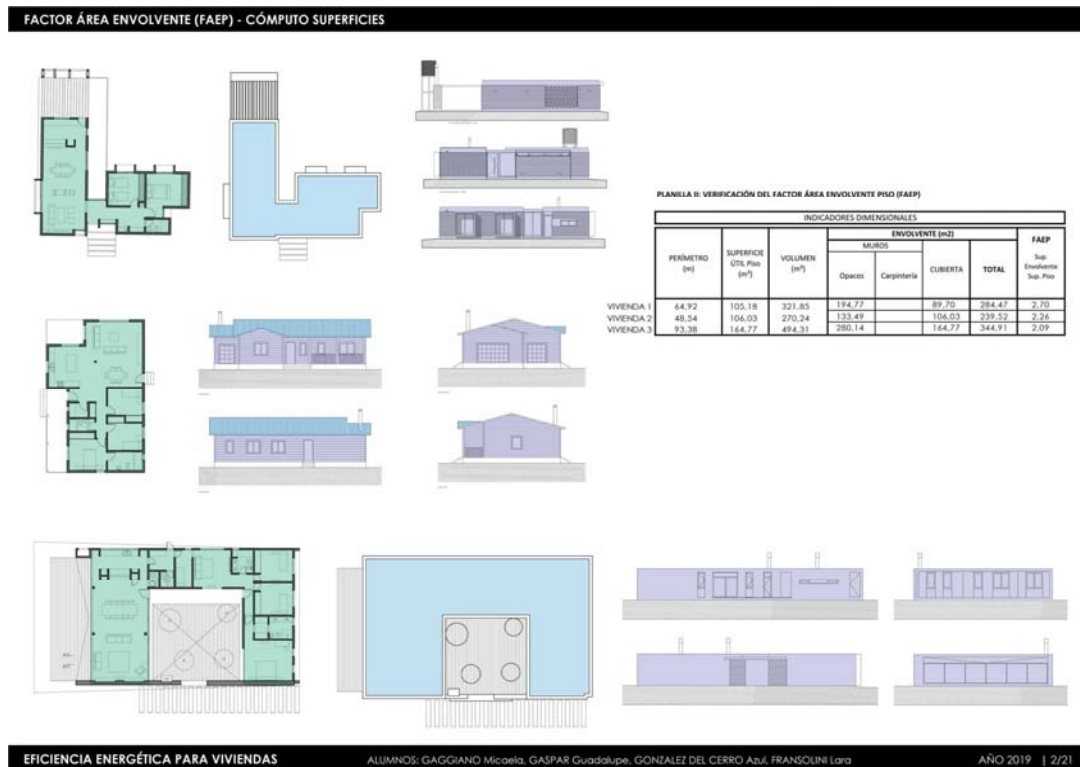 FACTOR ÁREA ENVOLVENTE (FAEP) - CÓMPUTO SUPERFICIES
PLANILLA II: VERIFICACIÓN DEL FACTOR ÁREA ENVOLVENTE PISO (FAEP)
INDICADORES DIMENSIONALES
PERÍMETRO (m)
SUPERFICIE ÚTIL Piso (m²)
VOLUMEN (m³)
ENVOLVENTE (m2)
MUROS
Opacos
Carpintería
CUBIERTA
TOTAL
FAEP
Sup. Envolvente Sup. Piso
VIVIENDA 1 64,92 105,18 321,85 194,77 89,70 284,47 2,70
VIVIENDA 2 48,54 106,03 270,24 133,49 106,03 239,52 2,26
VIVIENDA 3 93,38 164,77 494,31 280,14 164,77 344,91 2,09
EFICIENCIA ENERGÉTICA PARA VIVIENDAS
ALUMNOS: GAGGIANO Micaela, GASPAR Guadalupe, GONZALEZ DEL CERRO Azul, FRANSOLINI Lara
AÑO 2019 | 2/21